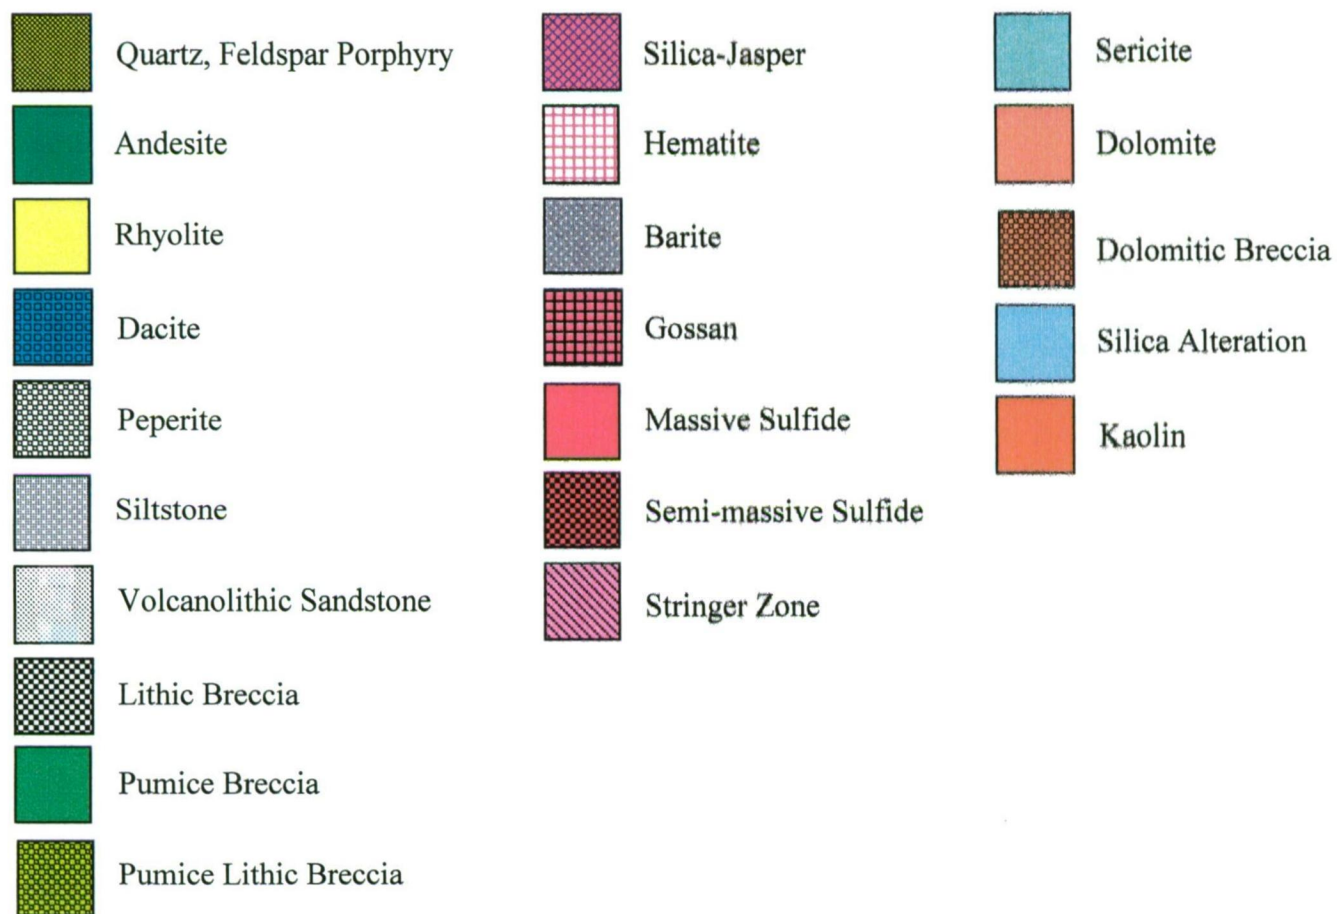 Quartz, Feldspar Porphyry
Andesite
Rhyolite
Dacite
Peperite
Siltstone
Volcanolithic Sandstone
Lithic Breccia
Pumice Breccia
Pumice Lithic Breccia
Silica-Jasper
Hematite
Barite
Gossan
Massive Sulfide
Semi-massive Sulfide
Stringer Zone
Sericite
Dolomite
Dolomitic Breccia
Silica Alteration
Kaolin